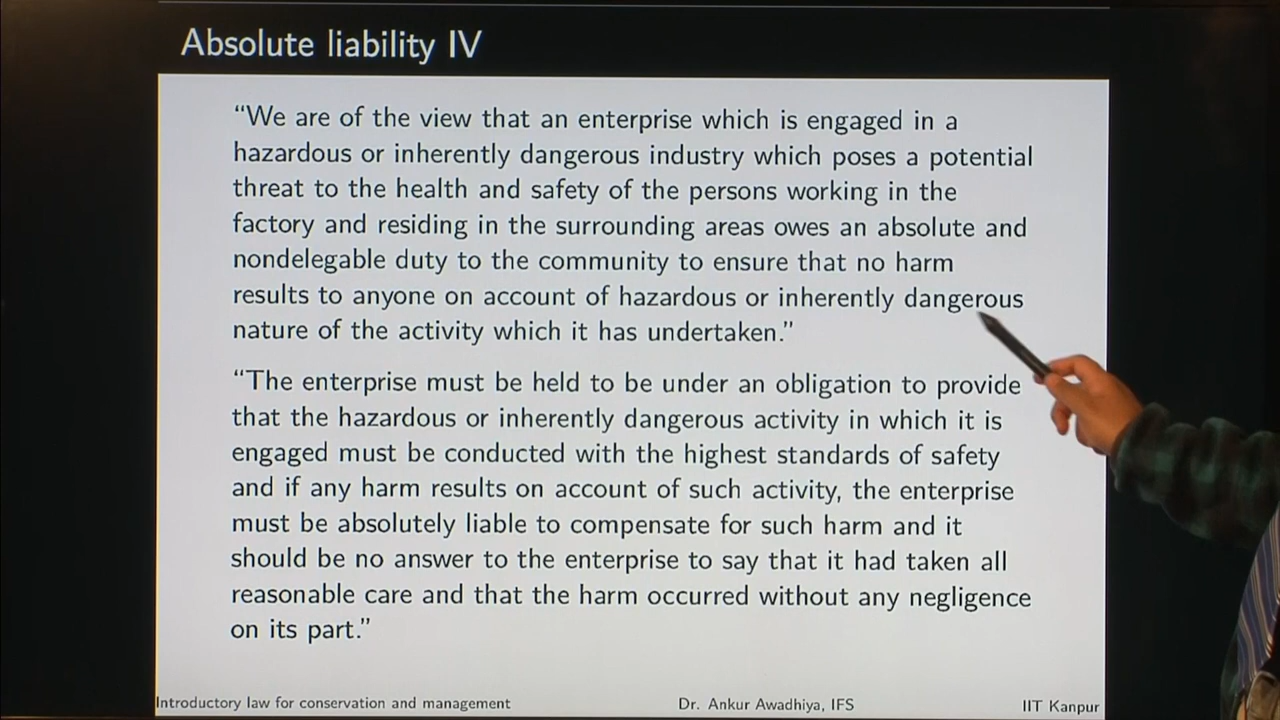 Absolute liability IV
“We are of the view that an enterprise which is engaged in a
hazardous or inherently dangerous industry which poses a potential
threat to the health and safety of the persons working in the
factory and residing in the surrounding areas owes an absolute and
nondelegable duty to the community to ensure that no harm
results to anyone on account of hazardous or inherently dangerous
nature of the activity which it has undertaken.”
“The enterprise must be held to be under an obligation to provide
that the hazardous or inherently dangerous activity in which it is
engaged must be conducted with the highest standards of safety
and if any harm results on account of such activity, the enterprise
must be absolutely liable to compensate for such harm and it
should be no answer to the enterprise to say that it had taken all
reasonable care and that the harm occurred without any negligence
on its part.”
Introductory law for conservation and management Dr. Ankur Awadhiya, IFS IIT Kanpur